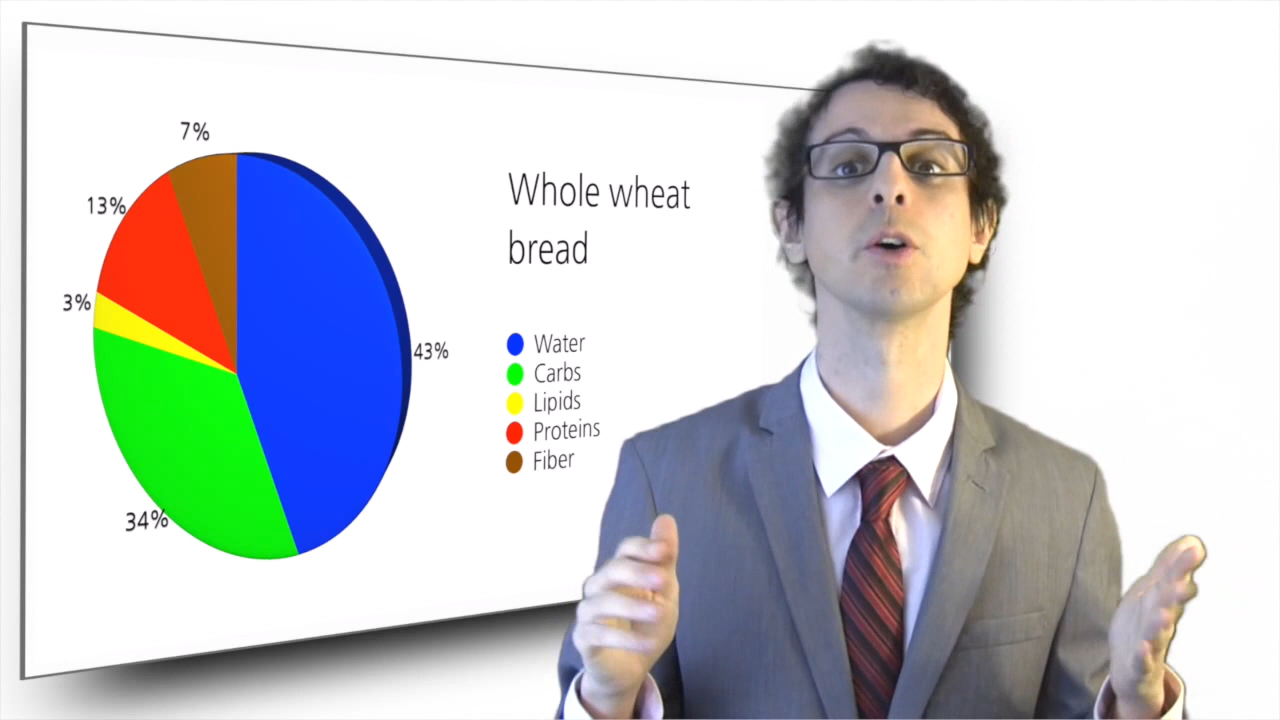 7%
13%
3%
43%
34%
Whole wheat
bread
Water
Carbs
Lipids
Proteins
Fiber